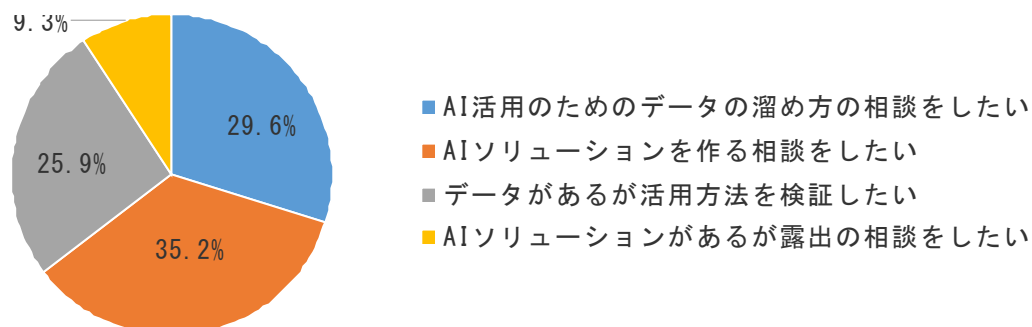 9.3%
29.6%
25.9%
35.2%
AI活用のためのデータの溜め方の相談をしたい
AIソリューションを作る相談をしたい
データがあるが活用方法を検証したい
AIソリューションがあるが露出の相談をしたい